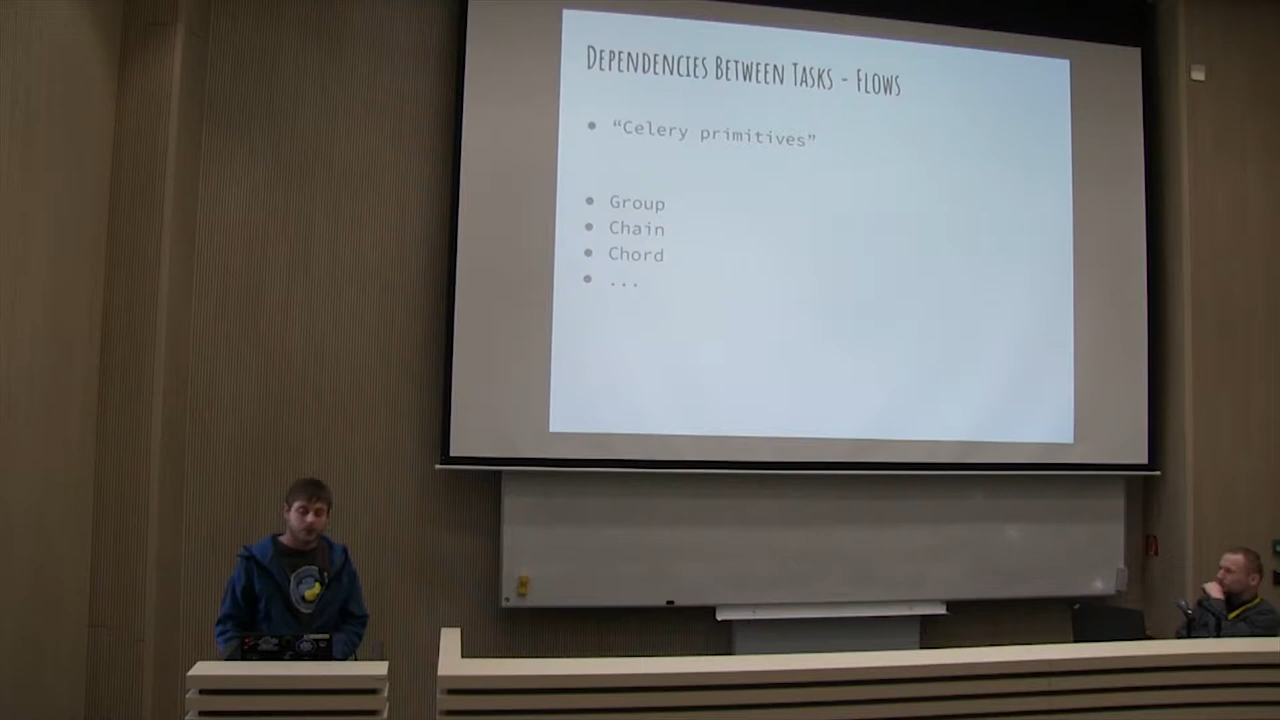 DEPENDENCIES BETWEEN TASKS - FLOWS
● “Celery primitives”
● Group
● Chain
● Chord
● ...